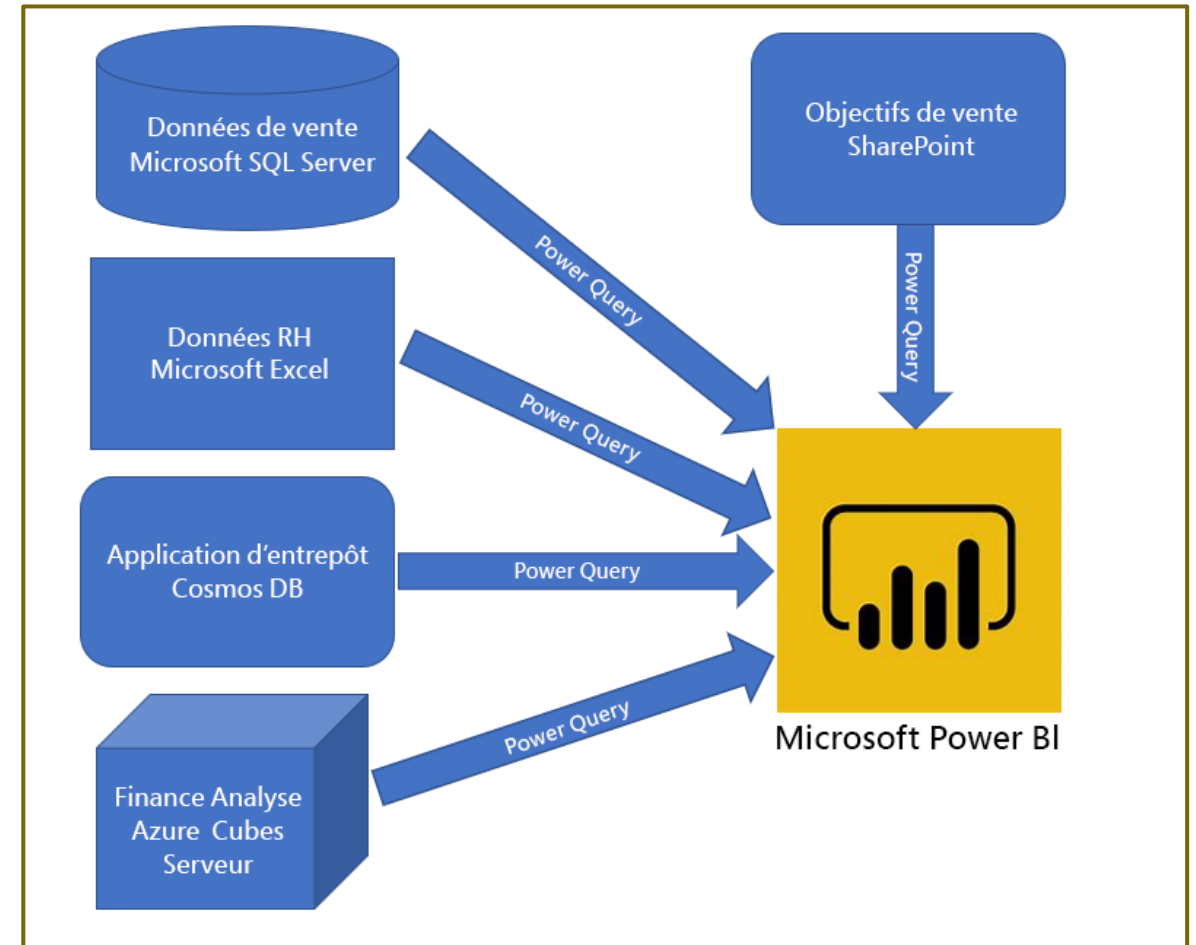 Données de vente
Microsoft SQL Server
Objectifs de vente
SharePoint
Power Query
Power Query
Données RH
Microsoft Excel
Power Query
Application d’entrepôt
Cosmos DB
Power Query
Finance Analyse
Azure Cubes
Serveur
Power Query
Microsoft Power BI